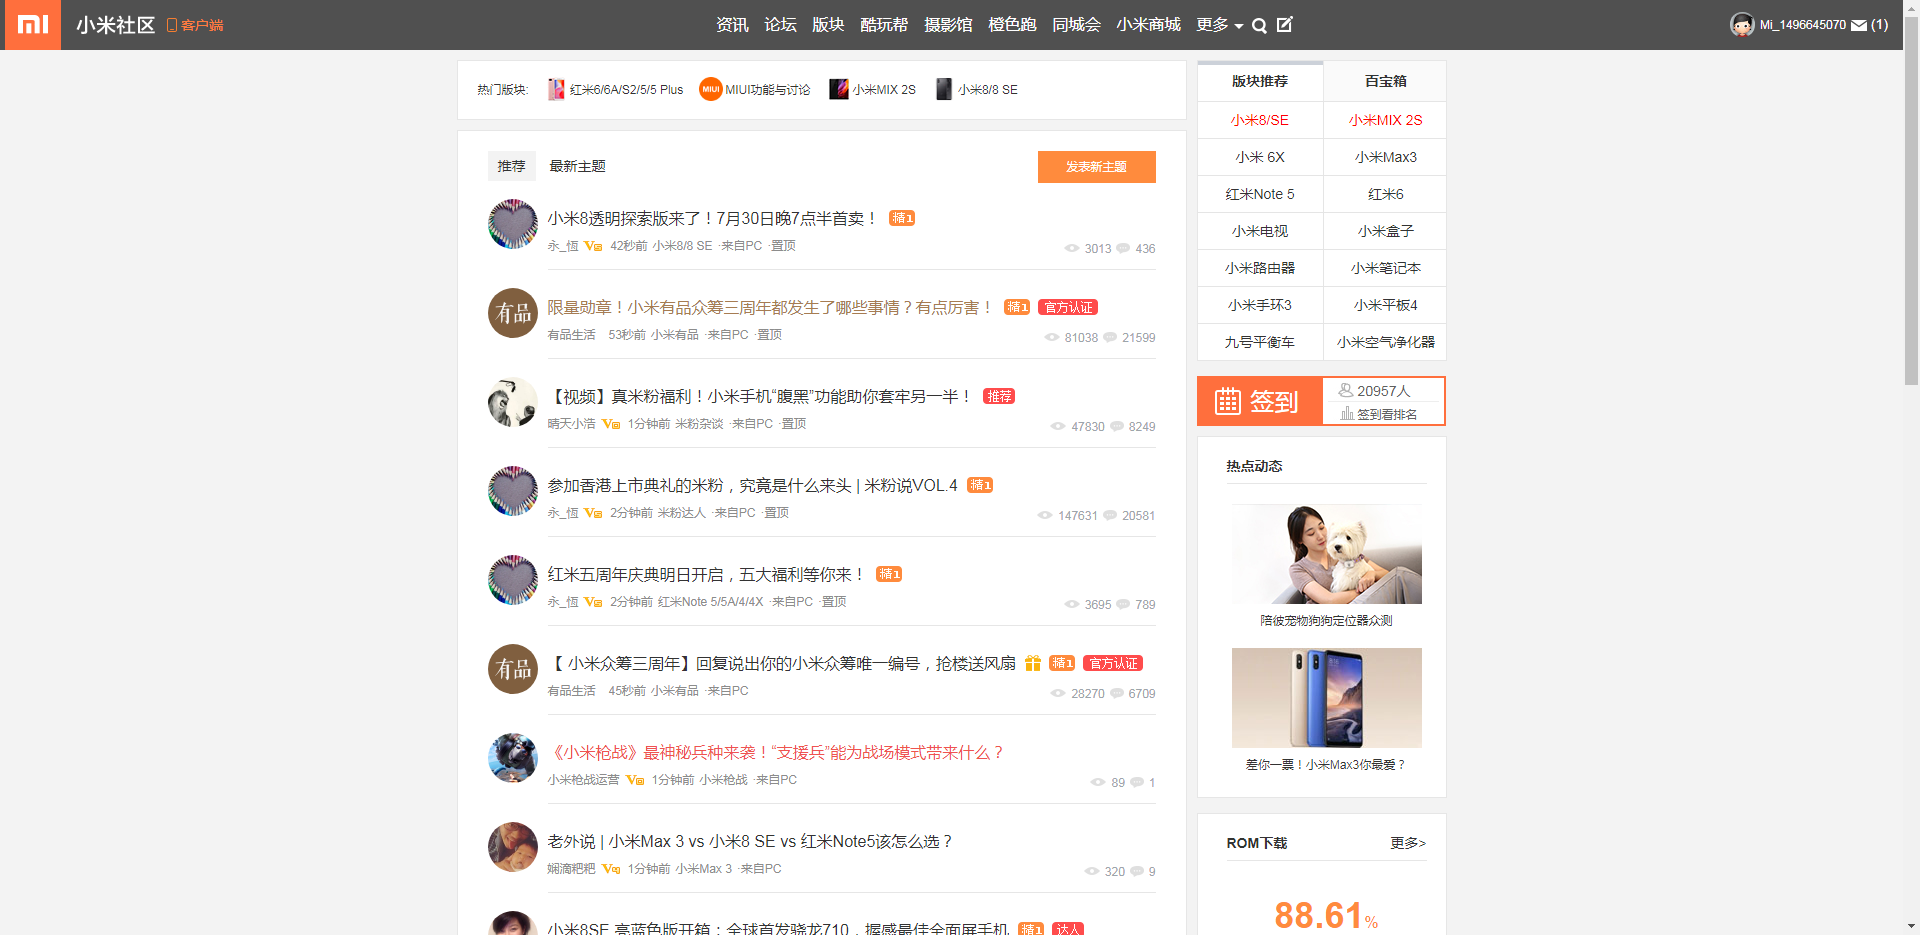 小米社区 客户端 资讯 论坛 版块 酷玩帮 摄影馆 橙色跑 同城会 小米商城 更多 Mi_1496645070 (1)
热门版块: 红米6/6A/S2/5/5 Plus MIUI MIUI功能与讨论 小米MIX 2S 小米8/8 SE
推荐 最新主题 发表新主题
小米8透明探索版来了！7月30日晚7点半首卖！ 精1
永_恆 42秒前 小米8/8 SE ·来自PC ·置顶 3013 436
有品
限量勋章！小米有品众筹三周年都发生了哪些事情？有点厉害！ 精1 官方认证
有品生活 53秒前 小米有品 ·来自PC ·置顶 81038 21599
【视频】真米粉福利！小米手机“腹黑”功能助你套牢另一半！ 推荐
晴天小浩 1分钟前 米粉杂谈 ·来自PC ·置顶 47830 8249
参加香港上市典礼的米粉，究竟是什么来头 | 米粉说VOL.4 精1
永_恆 2分钟前 米粉达人 ·来自PC ·置顶 147631 20581
红米五周年庆典明日开启，五大福利等你来！ 精1
永_恆 2分钟前 红米Note 5/5A/4/4X ·来自PC ·置顶 3695 789
有品
【 小米众筹三周年】回复说出你的小米众筹唯一编号，抢楼送风扇 精1 官方认证
有品生活 45秒前 小米有品 ·来自PC 28270 6709
《小米枪战》最神秘兵种来袭！“支援兵”能为战场模式带来什么？
小米枪战运营 1分钟前 小米枪战 ·来自PC 89 1
老外说 | 小米Max 3 vs 小米8 SE vs 红米Note5该怎么选？
娴滴粑粑 1分钟前 小米Max 3 ·来自PC 320 9
小米8SE 亮蓝色版开箱：全球首发骁龙710，握感最佳全面屏手机 精1 达人
版块推荐 百宝箱
小米8/SE 小米MIX 2S
小米 6X 小米Max3
红米Note 5 红米6
小米电视 小米盒子
小米路由器 小米笔记本
小米手环3 小米平板4
九号平衡车 小米空气净化器
签到 20957人
签到看排名
热点动态
陪彼宠物狗狗定位器众测
差你一票！小米Max3你最爱？
ROM下载 更多>
88.61%